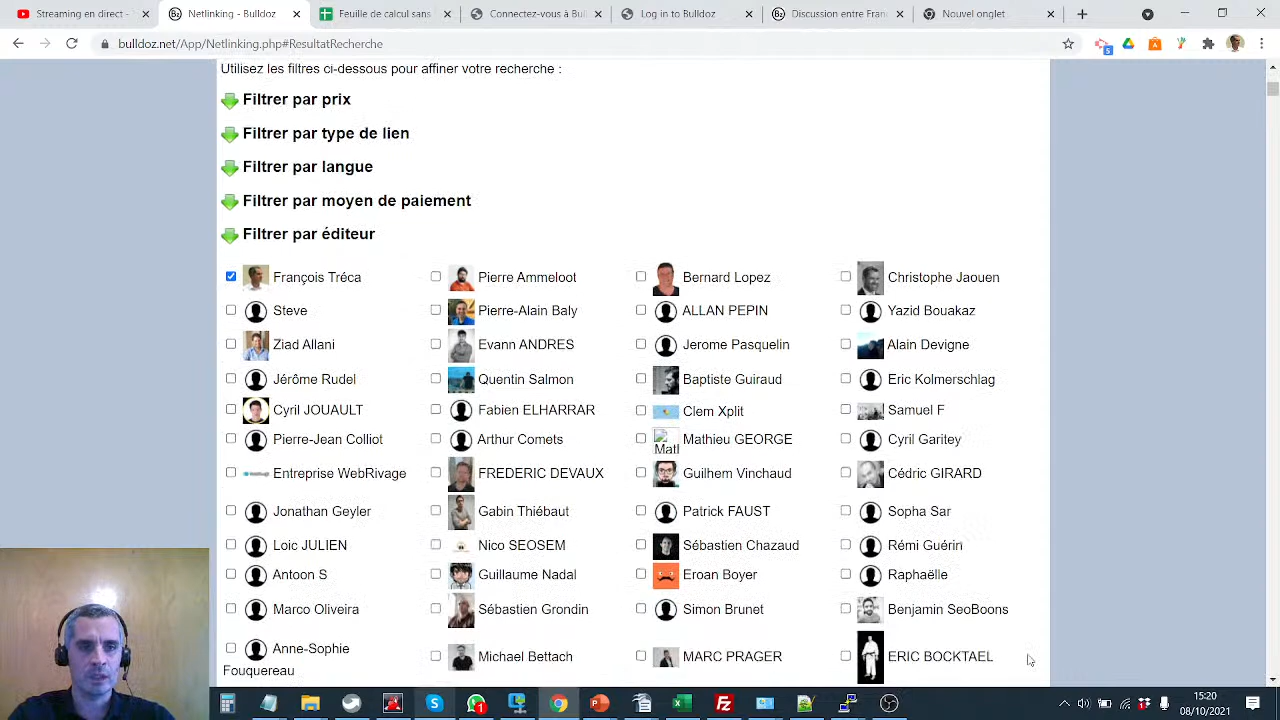 Netlinking en direct -
Netlinking - Bulldoz
Feuille de calcul sans
Connectez-vous à Bull
Log in to Bulldoz
Discussion entre Fran
Nouvel onglet
bulldoz.net/App/Netlinking.php#ResultatRecherche
Utilisez les filtres ci-dessous pour affiner votre recherche :
Filtrer par prix
Filtrer par type de lien
Filtrer par langue
Filtrer par moyen de paiement
Filtrer par éditeur
François Tréca Piere Ammeloot Bernard Lopez Christophe Jaouen
Steve Pierre-Alain Baly ALLAN PEPIN Yazid Bouakaz
Ziad Allani Evann ANDRES Jerome Pasquelin Alain Devigne
Jérôme Rudel Quentin Salmon Baptiste Guiraud Eric Kolmerschlag
Cyril JOUAULT Fabien ELHARRAR Clem Xplit Samuel F
Pierre-Jean Colliot Arthur Comets Mathieu GEORGE Cyril Garitey
Entreprise WebRivage FREDERIC DEVAUX Guilhem Vinchaud Cédric GIRARD
Jonathan Geyler Gabin Thiébaut Patrick FAUST Sopha Sar
Loic JULIEN Nico SEOSEM Sébastien Chazaud Rémi Guérin
Antoon S Guillaume Nadal Eroan Boyer Raphaëlle
Marco Oliveira Sébastien Grondin Simon Brunet Benjamin SeoBoons
Anne-Sophie Fouquereau Michael Bettach MARC PRAGER ERIC BOCKTAEL
15:20
08/10/2021